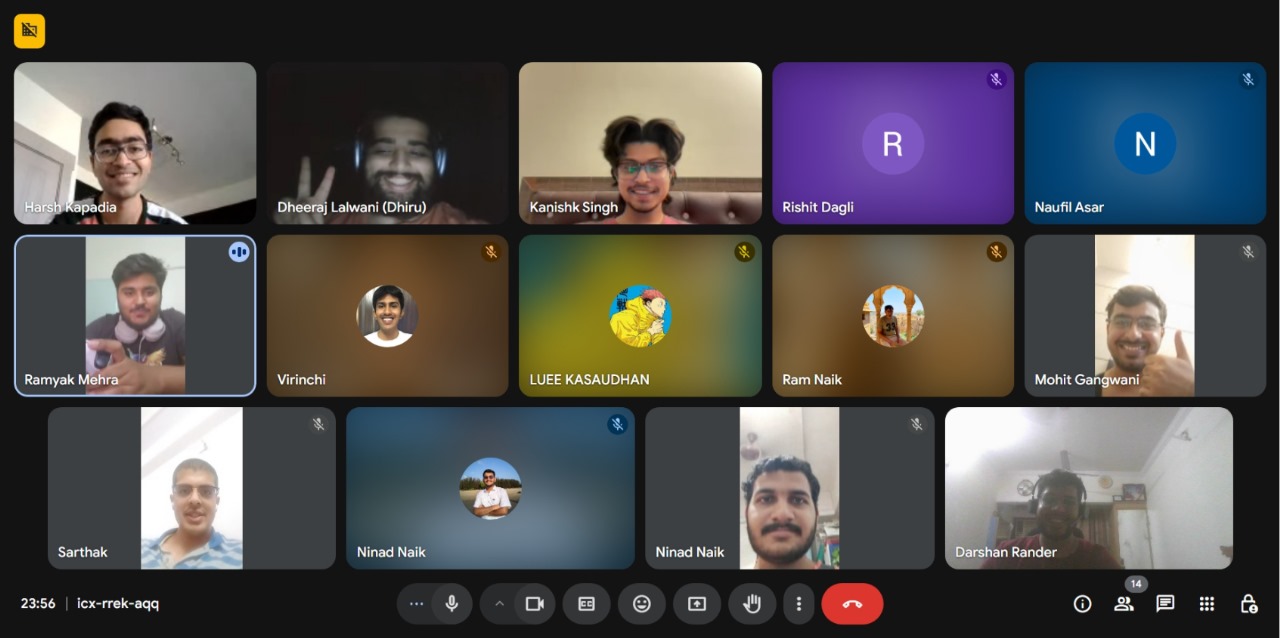 Harsh Kapadia
Dheeraj Lalwani (Dhiru)
Kanishk Singh
R
Rishit Dagli
N
Naufil Asar
Ramyak Mehra
Virinchi
LUEE KASAUDHAN
Ram Naik
Mohit Gangwani
Sarthak
Ninad Naik
Ninad Naik
Darshan Rander
23:56 | icx-rrek-aqq
CC
14